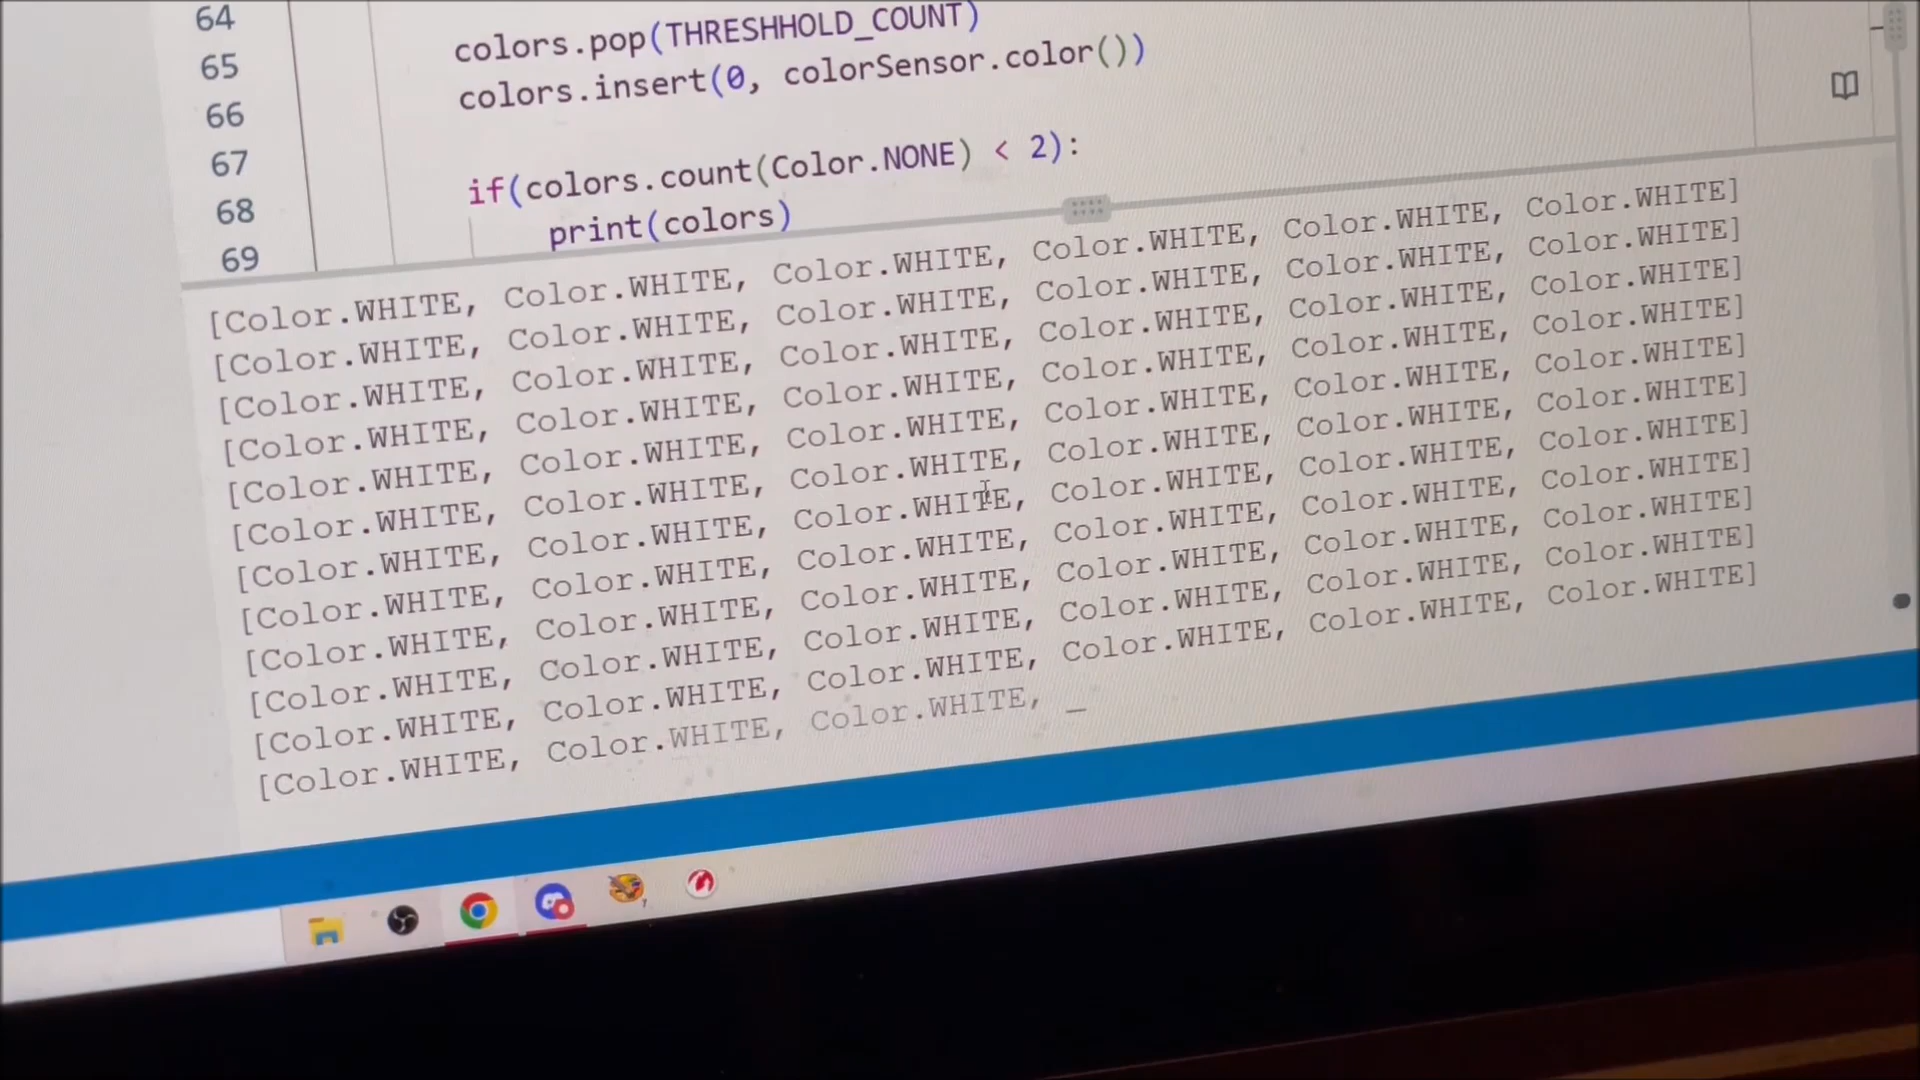 64
65 colors.pop(THRESHHOLD_COUNT)
66 colors.insert(0, colorSensor.color())
67
68 if(colors.count(Color.NONE) < 2):
69 print(colors)
[Color.WHITE, Color.WHITE, Color.WHITE, Color.WHITE, Color.WHITE, Color.WHITE]
[Color.WHITE, Color.WHITE, Color.WHITE, Color.WHITE, Color.WHITE, Color.WHITE]
[Color.WHITE, Color.WHITE, Color.WHITE, Color.WHITE, Color.WHITE, Color.WHITE]
[Color.WHITE, Color.WHITE, Color.WHITE, Color.WHITE, Color.WHITE, Color.WHITE]
[Color.WHITE, Color.WHITE, Color.WHITE, Color.WHITE, Color.WHITE, Color.WHITE]
[Color.WHITE, Color.WHITE, Color.WHITE, Color.WHITE, Color.WHITE, Color.WHITE]
[Color.WHITE, Color.WHITE, Color.WHITE, Color.WHITE, Color.WHITE, Color.WHITE]
[Color.WHITE, Color.WHITE, Color.WHITE, Color.WHITE, Color.WHITE, Color.WHITE]
[Color.WHITE, Color.WHITE, Color.WHITE, Color.WHITE, Color.WHITE, Color.WHITE]
[Color.WHITE, Color.WHITE, Color.WHITE, Color.WHITE, Color.WHITE, Color.WHITE]
[Color.WHITE, Color.WHITE, Color.WHITE, Color.WHITE, Color.WHITE, Color.WHITE]
[Color.WHITE, Color.WHITE, Color.WHITE, _